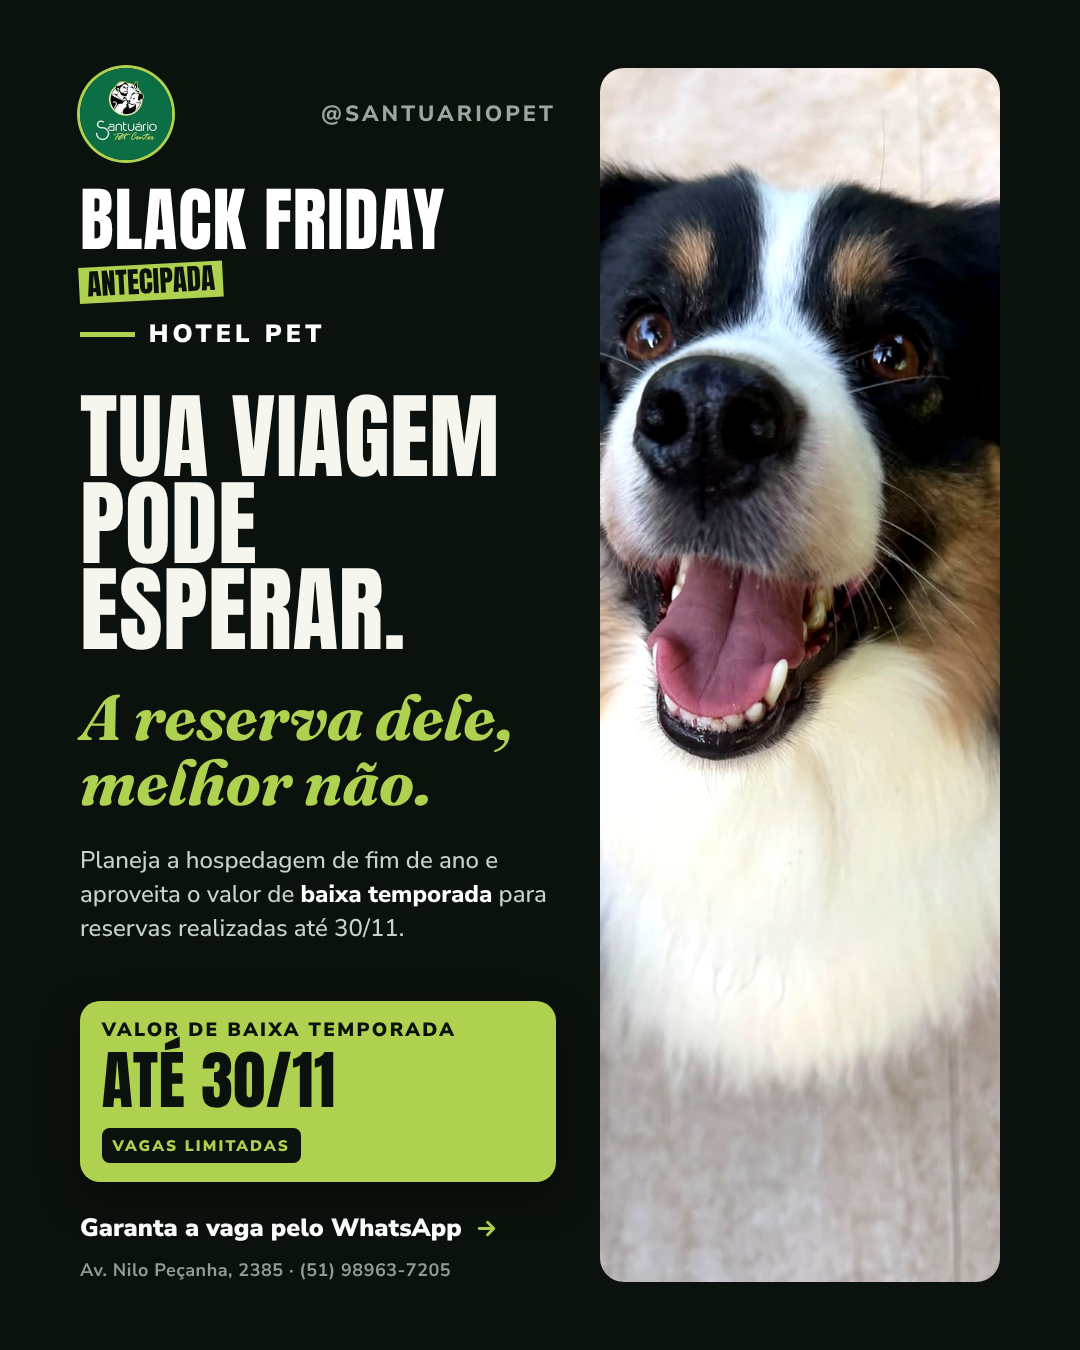 Santuário
Pet Center
@SANTUARIOPET
BLACK FRIDAY
ANTECIPADA
HOTEL PET
TUA VIAGEM
PODE
ESPERAR.
A reserva dele,
melhor não.
Planeja a hospedagem de fim de ano e
aproveita o valor de baixa temporada para
reservas realizadas até 30/11.
VALOR DE BAIXA TEMPORADA
ATÉ 30/11
VAGAS LIMITADAS
Garanta a vaga pelo WhatsApp →
Av. Nilo Peçanha, 2385 · (51) 98963-7205